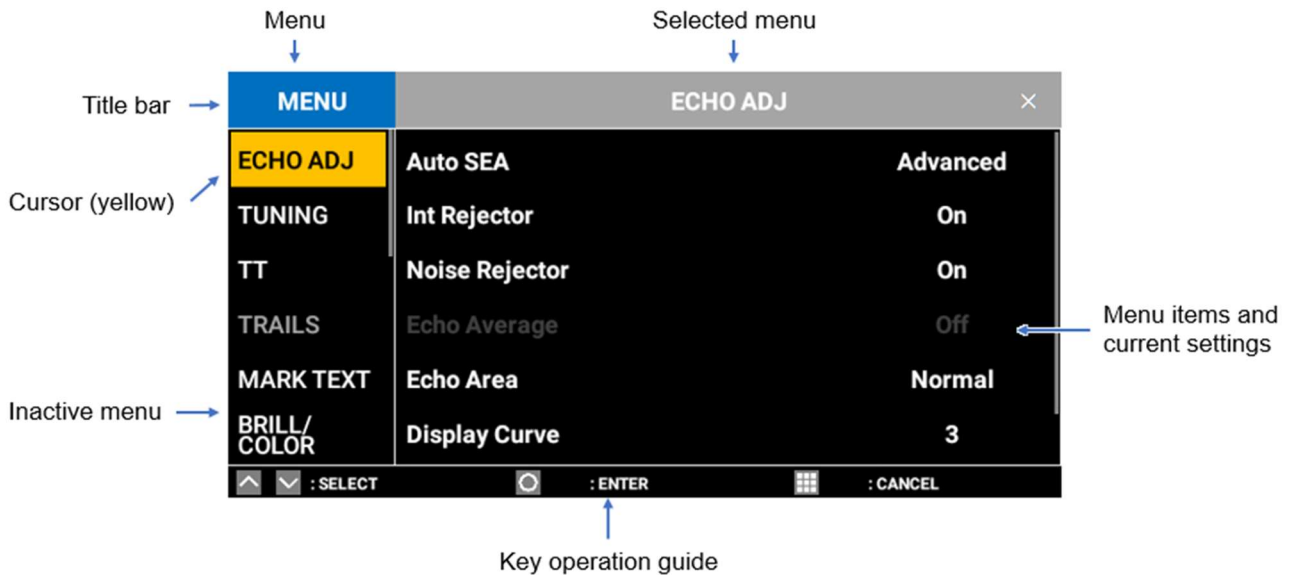 Menu
Selected menu
Title bar
MENU
ECHO ADJ
×
Cursor (yellow)
ECHO ADJ
Auto SEA
Advanced
TUNING
Int Rejector
On
TT
Noise Rejector
On
TRAILS
Echo Average
Off
Menu items and
current settings
MARK TEXT
Echo Area
Normal
Inactive menu
BRILL/
COLOR
Display Curve
3
: SELECT
: ENTER
: CANCEL
Key operation guide